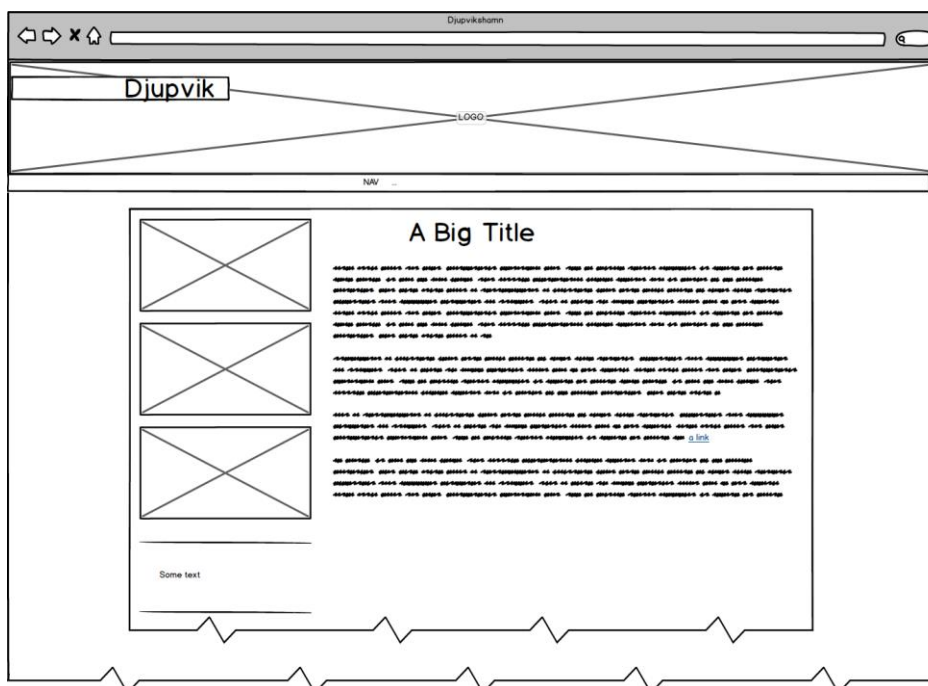 Djupvikshamn
Djupvik
LOGO
NAV
A Big Title
a link
Some text